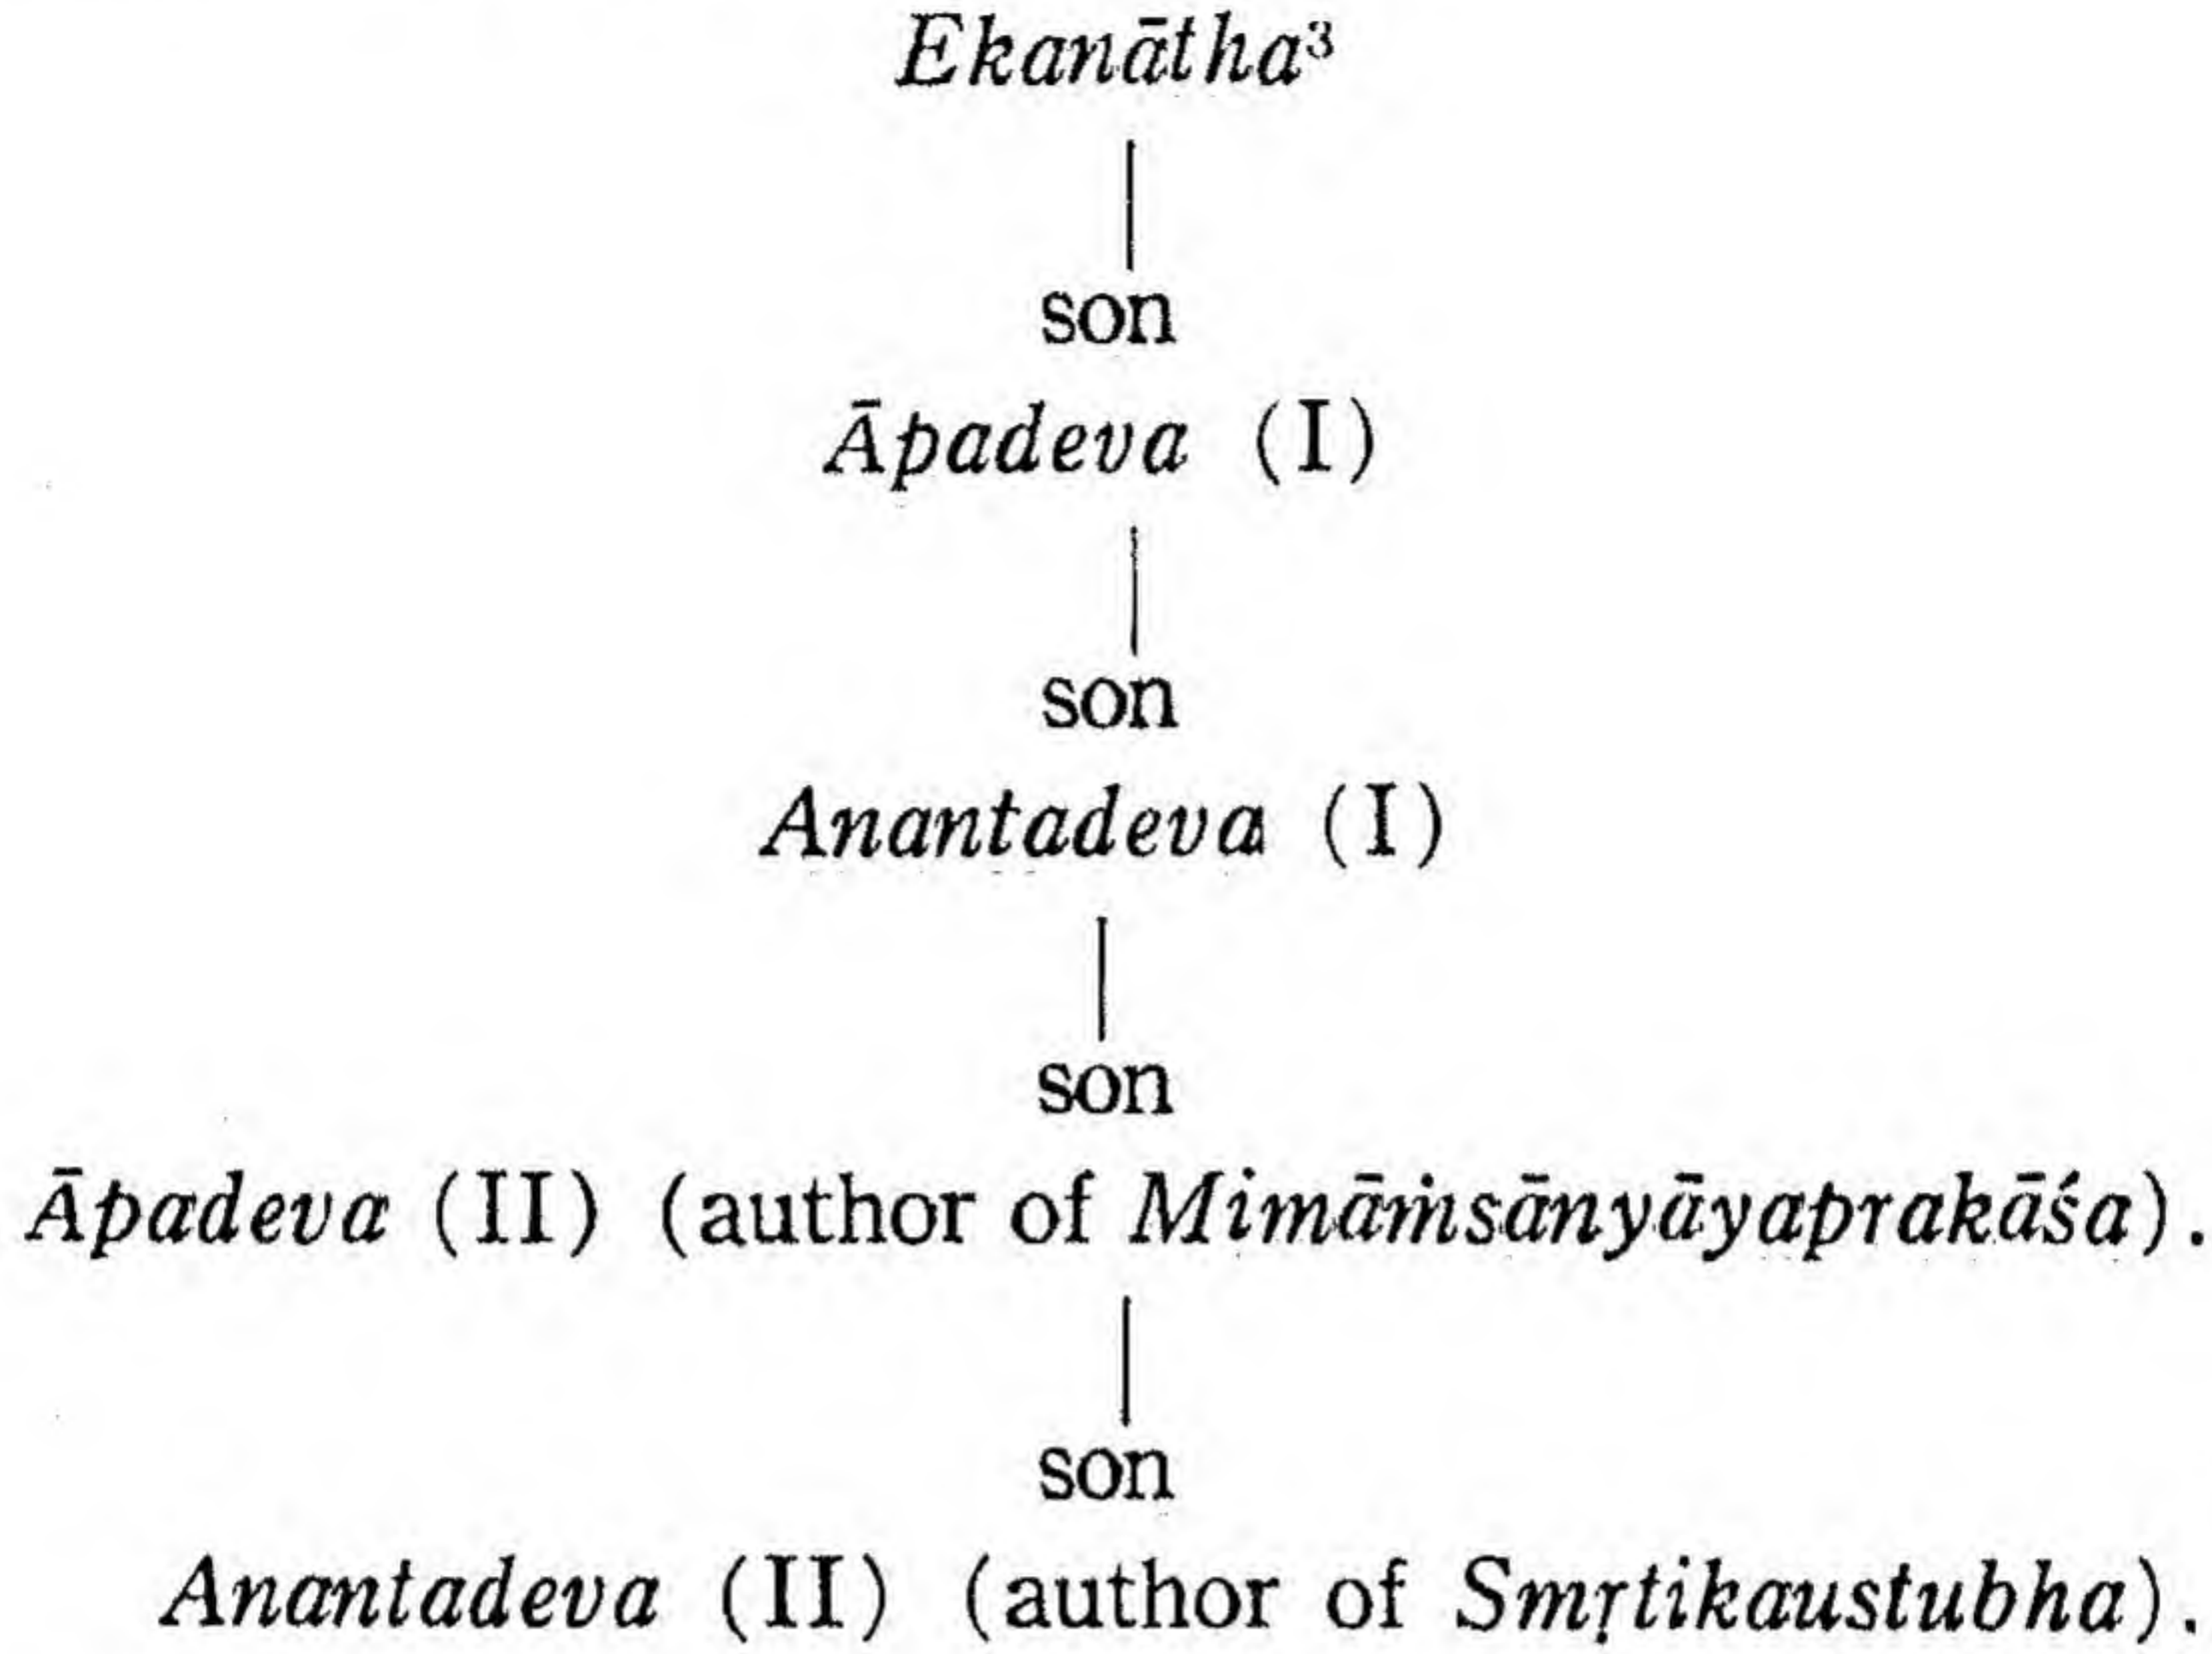 Ekanātha³
son
Āpadeva (I)
son
Anantadeva (I)
son
Āpadeva (II) (author of Mimāṁsānyāyaprakāśa).
son
Anantadeva (II) (author of Smṛtikaustubha).